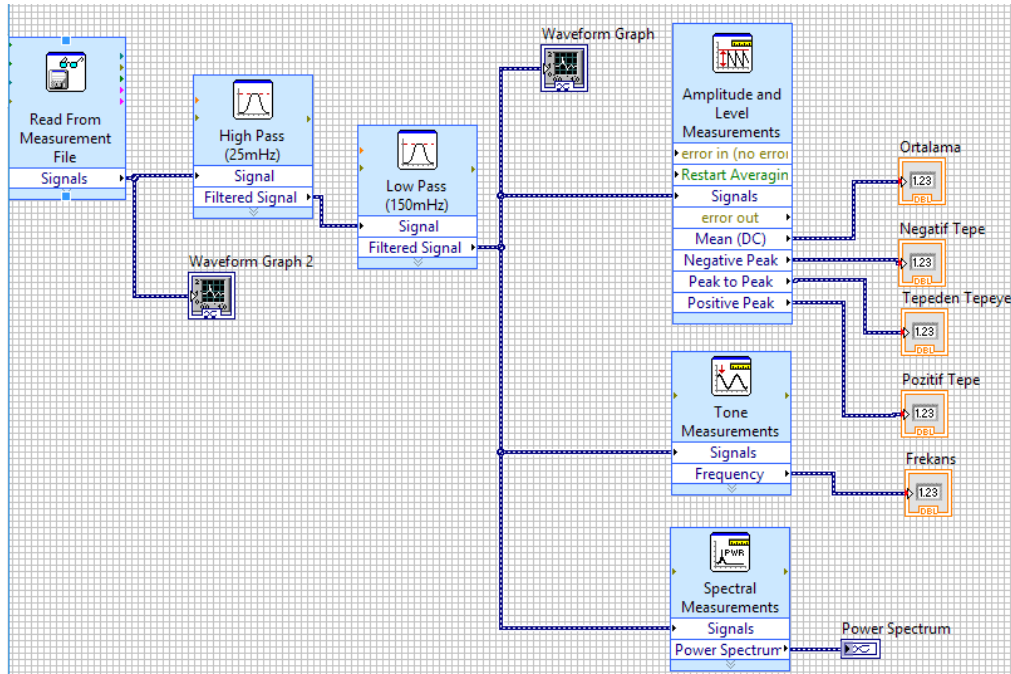 Read From
Measurement
File
Signals
High Pass
(25mHz)
Signal
Filtered Signal
Low Pass
(150mHz)
Signal
Filtered Signal
Waveform Graph 2
Waveform Graph
Amplitude and
Level
Measurements
error in (no erroi
Restart Averagin
Signals
error out
Mean (DC)
Negative Peak
Peak to Peak
Positive Peak
Ortalama
1.23
DBL
Negatif Tepe
1.23
DBL
Tepeden Tepeye
1.23
DBL
Pozitif Tepe
1.23
DBL
Tone
Measurements
Signals
Frequency
Frekans
1.23
DBL
PWR
Spectral
Measurements
Signals
Power Spectrum
Power Spectrum